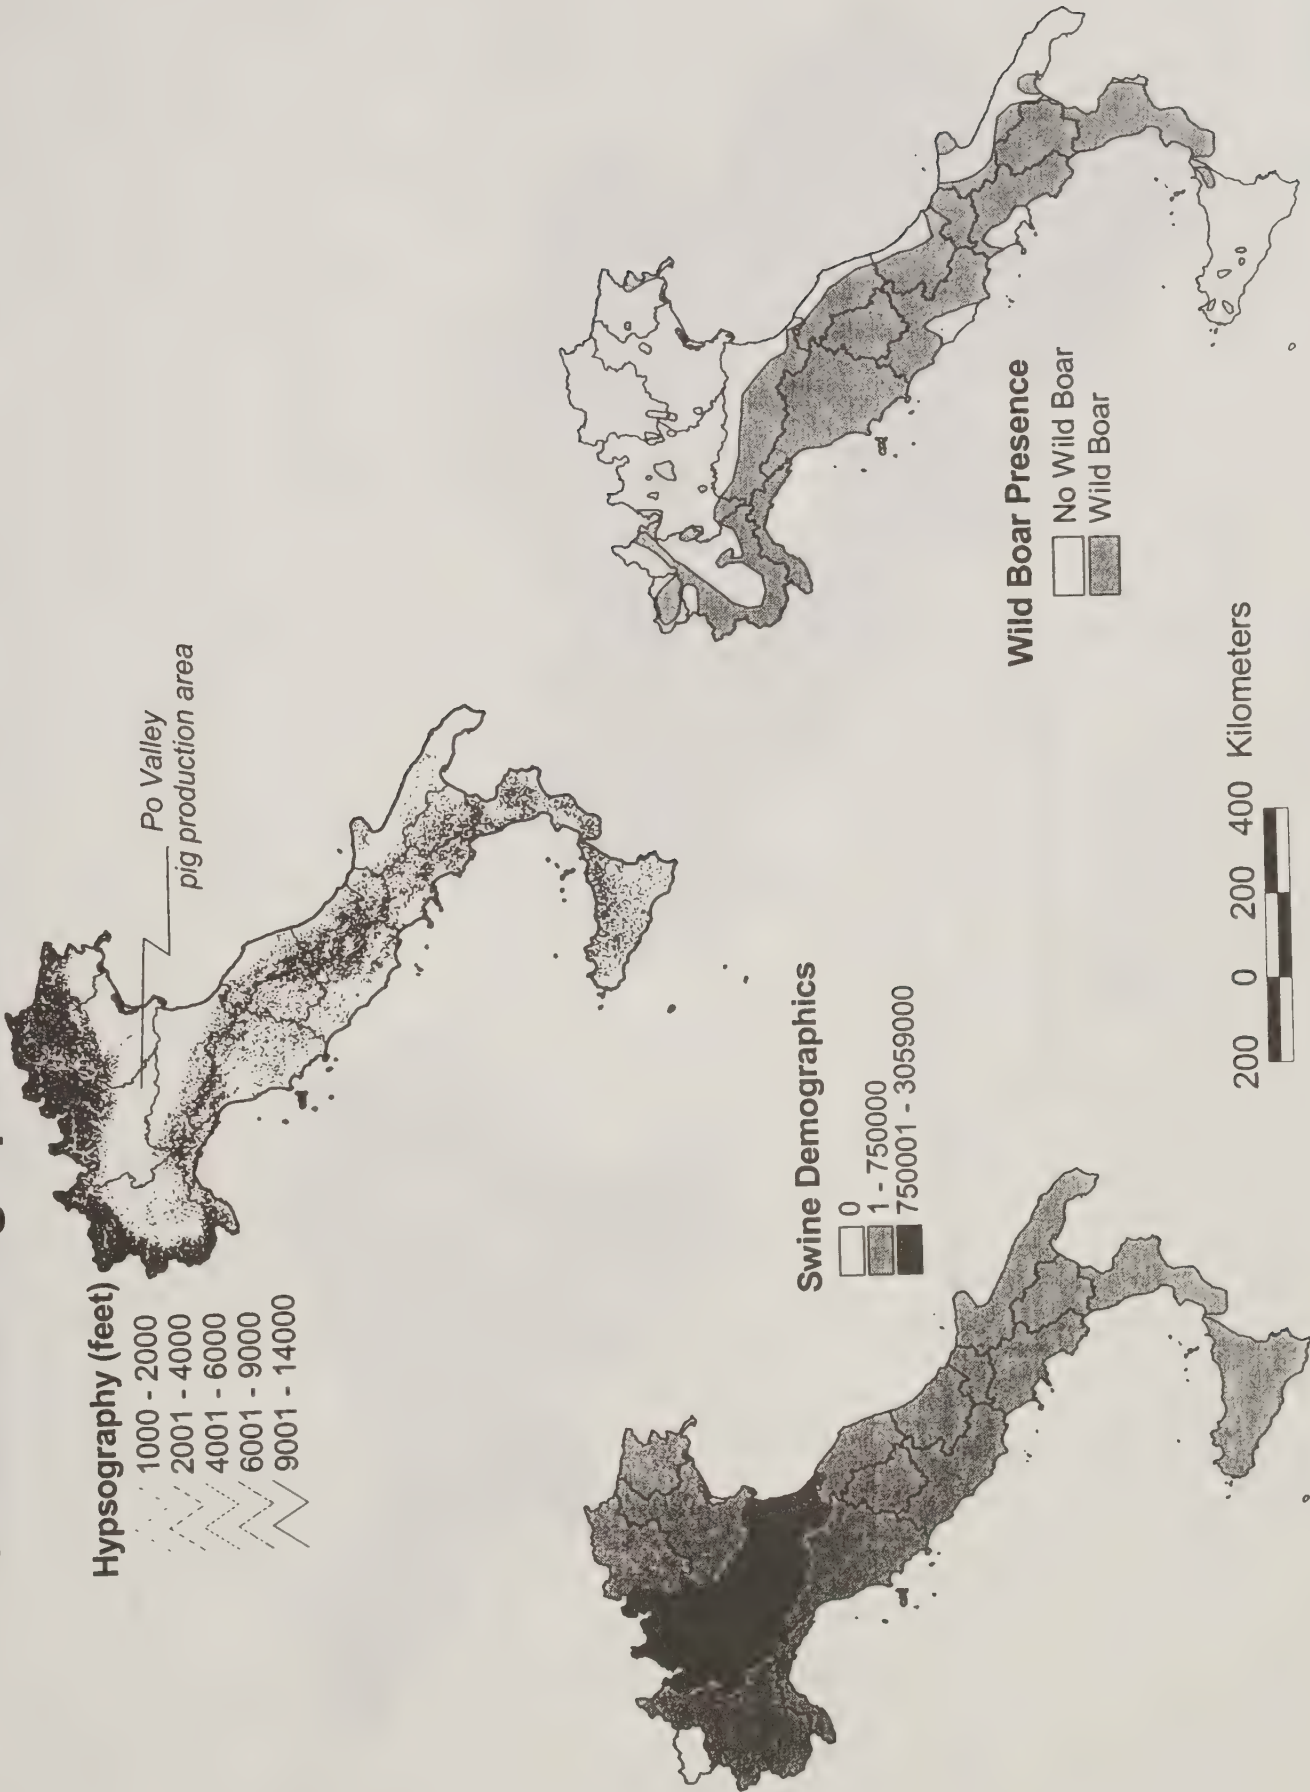 Po Valley
pig production area
Hypsography (feet)
1000 - 2000
2001 - 4000
4001 - 6000
6001 - 9000
9001 - 14000
Swine Demographics
0
1 - 750000
750001 - 3059000
Wild Boar Presence
No Wild Boar
Wild Boar
200 0 200 400 Kilometers